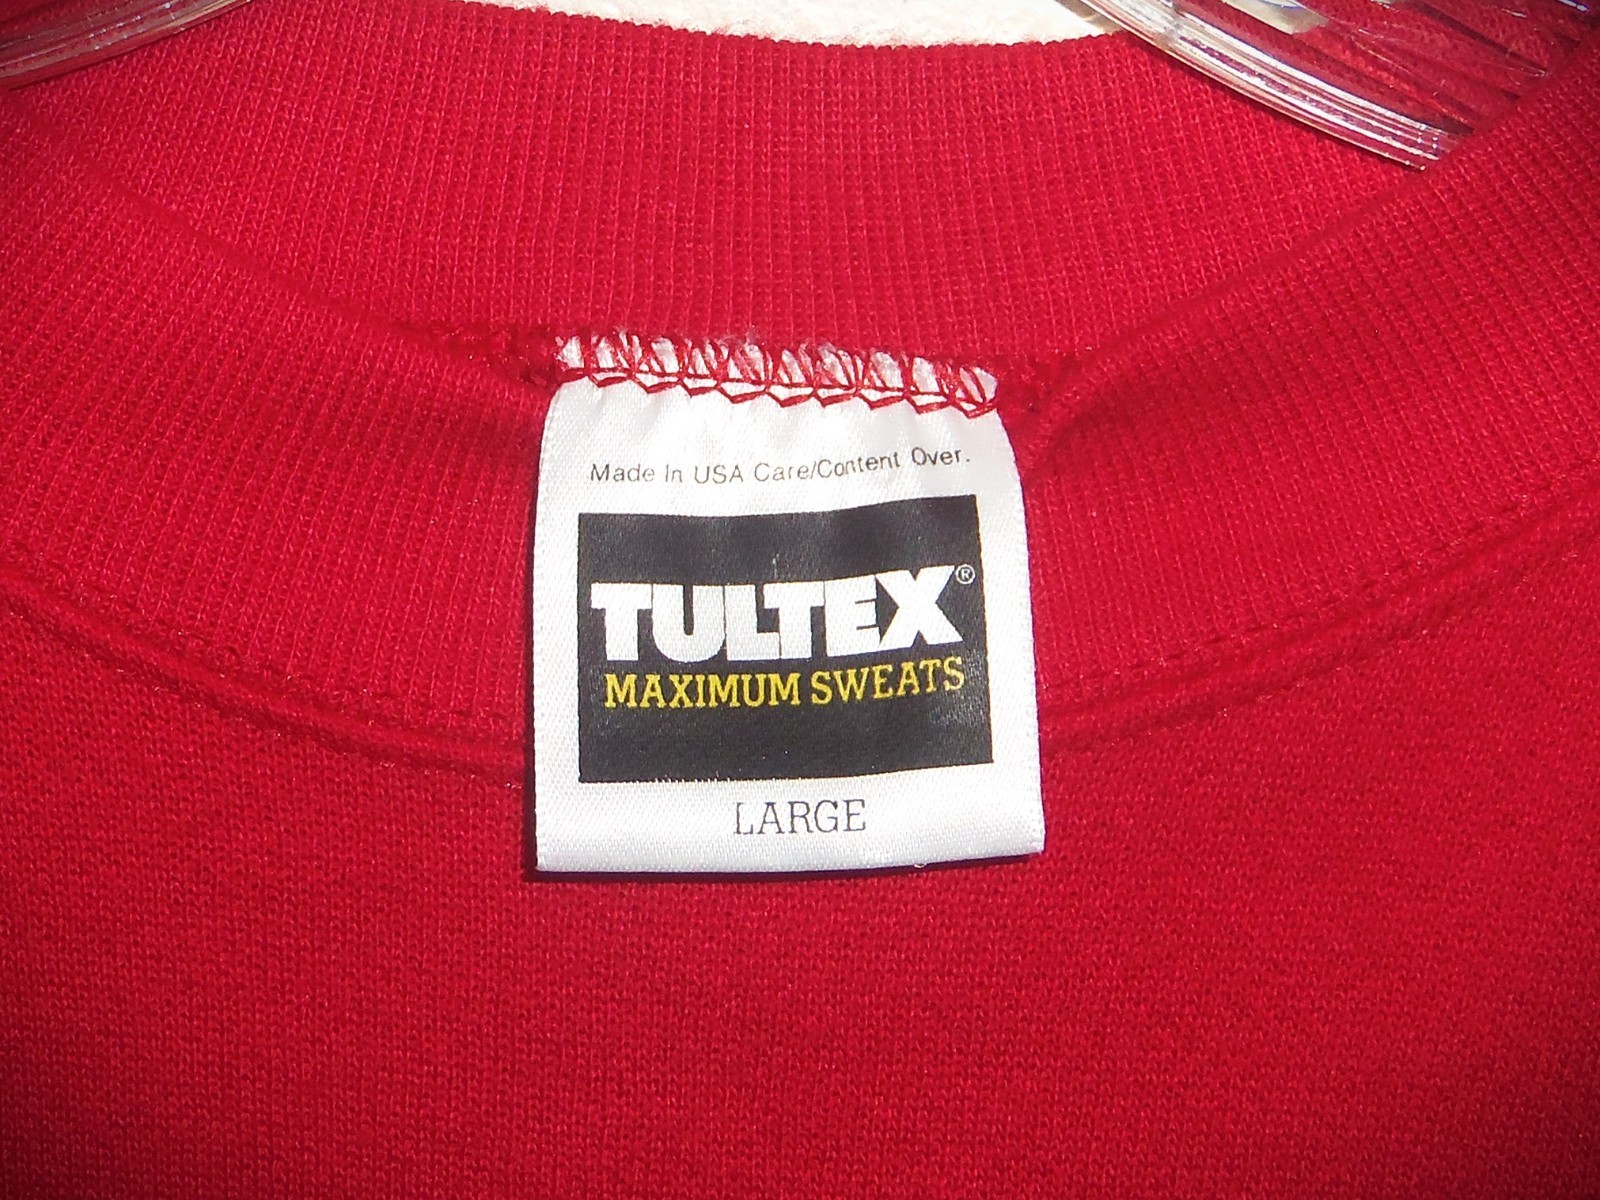 Made In USA Care/Content Over.
TULTEX®
MAXIMUM SWEATS
LARGE